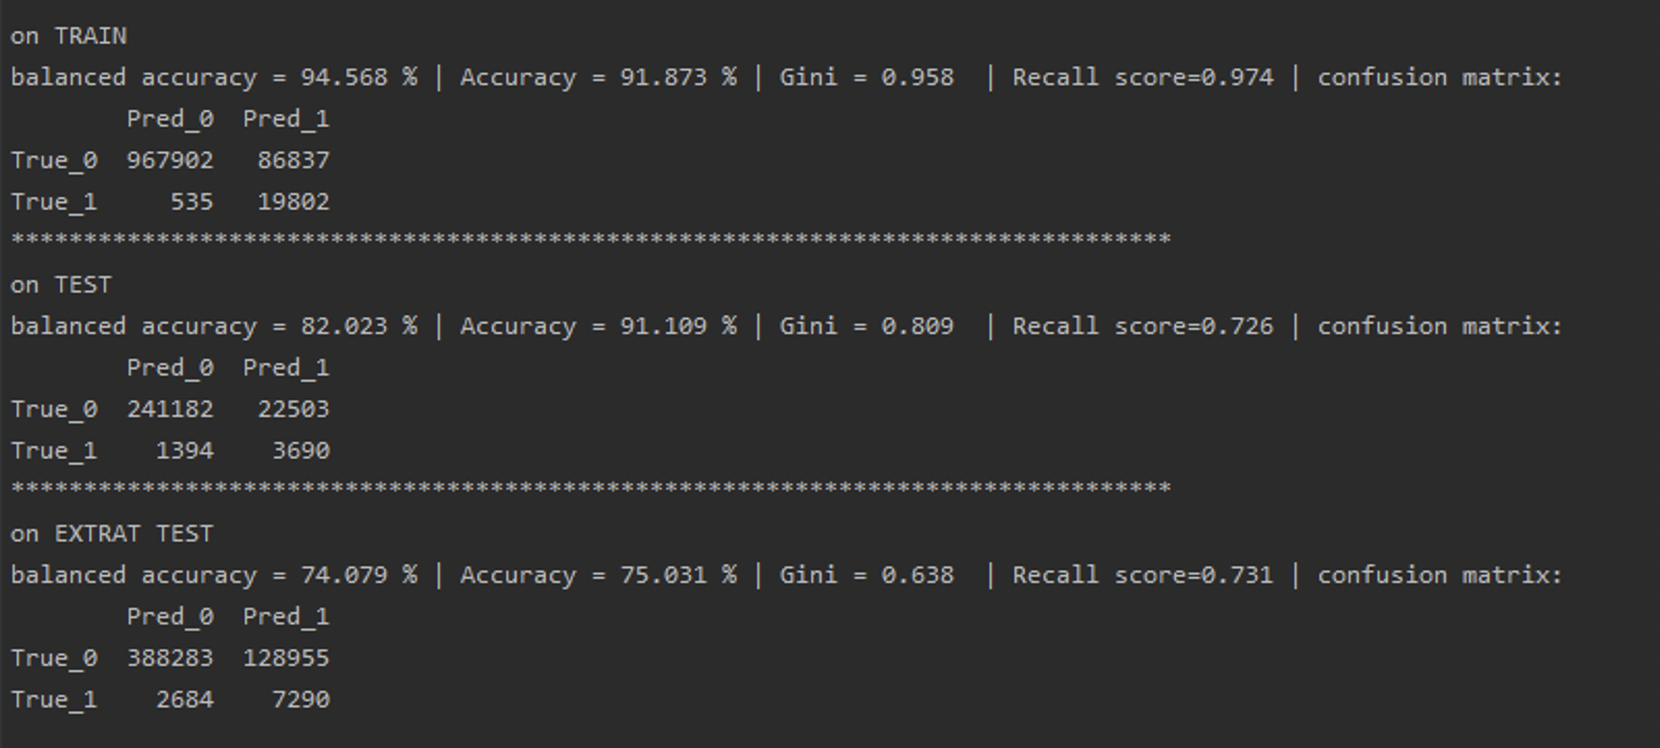 on TRAIN
balanced accuracy = 94.568 % | Accuracy = 91.873 % | Gini = 0.958  | Recall score=0.974 | confusion matrix:
        Pred_0  Pred_1
True_0  967902   86837
True_1     535   19802
********************************************************************************
on TEST
balanced accuracy = 82.023 % | Accuracy = 91.109 % | Gini = 0.809  | Recall score=0.726 | confusion matrix:
        Pred_0  Pred_1
True_0  241182   22503
True_1    1394    3690
********************************************************************************
on EXTRAT TEST
balanced accuracy = 74.079 % | Accuracy = 75.031 % | Gini = 0.638  | Recall score=0.731 | confusion matrix:
        Pred_0  Pred_1
True_0  388283  128955
True_1    2684    7290